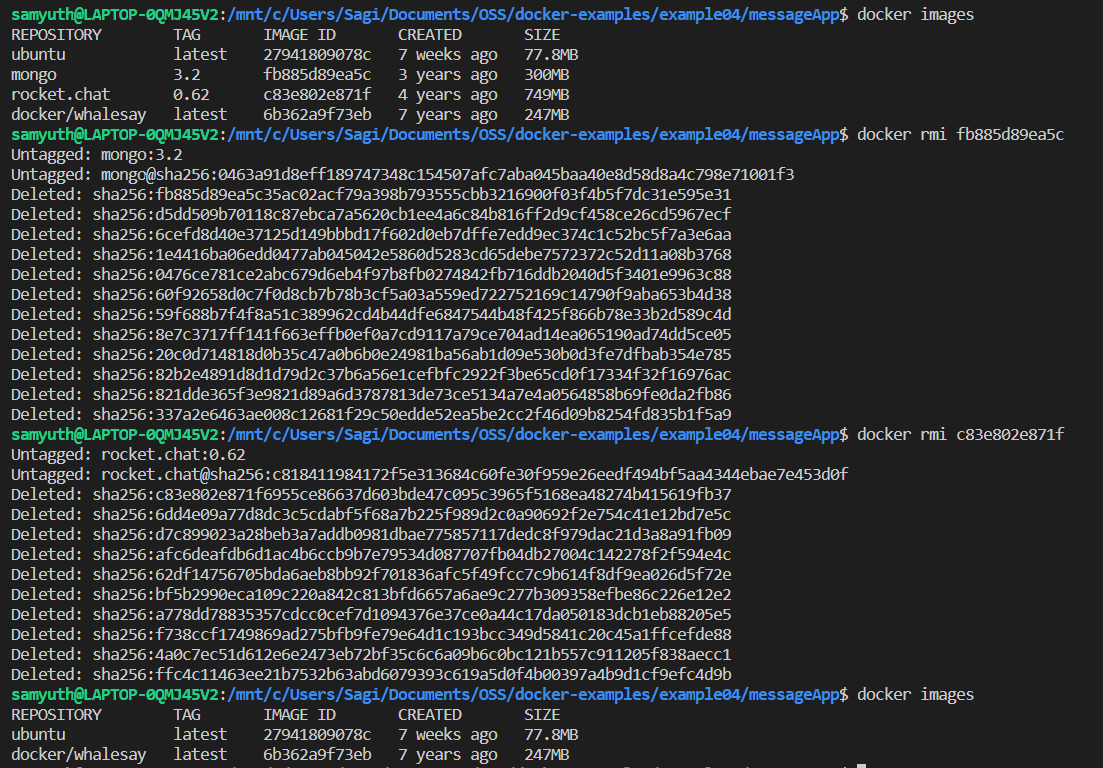 samyuth@LAPTOP-0QMJ45V2:/mnt/c/Users/Sagi/Documents/OSS/docker-examples/example04/messageApp$ docker images
REPOSITORY TAG IMAGE ID CREATED SIZE
ubuntu latest 27941809078c 7 weeks ago 77.8MB
mongo 3.2 fb885d89ea5c 3 years ago 300MB
rocket.chat 0.62 c83e802e871f 4 years ago 749MB
docker/whalesay latest 6b362a9f73eb 7 years ago 247MB
samyuth@LAPTOP-0QMJ45V2:/mnt/c/Users/Sagi/Documents/OSS/docker-examples/example04/messageApp$ docker rmi fb885d89ea5c
Untagged: mongo:3.2
Untagged: mongo@sha256:0463a91d8eff189747348c154507afc7aba045baa40e8d58d8a4c798e71001f3
Deleted: sha256:fb885d89ea5c35ac02acf79a398b793555cbb3216900f03f4b5f7dc31e595e31
Deleted: sha256:d5dd509b70118c87ebca7a5620cb1ee4a6c84b816ff2d9cf458ce26cd5967ecf
Deleted: sha256:6cefd8d40e37125d149bbbd17f602d0eb7dffe7edd9ec374c1c52bc5f7a3e6aa
Deleted: sha256:1e4416ba06edd0477ab045042e5860d5283cd65debe7572372c52d11a08b3768
Deleted: sha256:0476ce781ce2abc679d6eb4f97b8fb0274842fb716ddb2040d5f3401e9963c88
Deleted: sha256:60f92658d0c7f0d8cb7b78b3cf5a03a559ed722752169c14790f9aba653b4d38
Deleted: sha256:59f688b7f4f8a51c389962cd4b44dfe6847544b48f425f866b78e33b2d589c4d
Deleted: sha256:8e7c3717ff141f663effb0ef0a7cd9117a79ce704ad14ea065190ad74dd5ce05
Deleted: sha256:20c0d714818d0b35c47a0b6b0e24981ba56ab1d09e530b0d3fe7dfbab354e785
Deleted: sha256:82b2e4891d8d1d79d2c37b6a56e1cefbfc2922f3be65cd0f17334f32f16976ac
Deleted: sha256:821dde365f3e9821d89a6d3787813de73ce5134a7e4a0564858b69fe0da2fb86
Deleted: sha256:337a2e6463ae008c12681f29c50edde52ea5be2cc2f46d09b8254fd835b1f5a9
samyuth@LAPTOP-0QMJ45V2:/mnt/c/Users/Sagi/Documents/OSS/docker-examples/example04/messageApp$ docker rmi c83e802e871f
Untagged: rocket.chat:0.62
Untagged: rocket.chat@sha256:c818411984172f5e313684c60fe30f959e26eedf494bf5aa4344ebae7e453d0f
Deleted: sha256:c83e802e871f6955ce86637d603bde47c095c3965f5168ea48274b415619fb37
Deleted: sha256:6dd4e09a77d8dc3c5cdabf5f68a7b225f989d2c0a90692f2e754c41e12bd7e5c
Deleted: sha256:d7c899023a28beb3a7addb0981dbae775857117dedc8f979dac21d3a8a91fb09
Deleted: sha256:afc6deafdb6d1ac4b6ccb9b7e79534d087707fb04db27004c142278f2f594e4c
Deleted: sha256:62df14756705bda6aeb8bb92f701836afc5f49fcc7c9b614f8df9ea026d5f72e
Deleted: sha256:bf5b2990eca109c220a842c813bfd6657a6ae9c277b309358efbe86c226e12e2
Deleted: sha256:a778dd78835357cdcc0cef7d1094376e37ce0a44c17da050183dcb1eb88205e5
Deleted: sha256:f738ccf1749869ad275bfb9fe79e64d1c193bcc349d5841c20c45a1ffcefde88
Deleted: sha256:4a0c7ec51d612e6e2473eb72bf35c6c6a09b6c0bc121b557c911205f838aecc1
Deleted: sha256:ffc4c11463ee21b7532b63abd6079393c619a5d0f4b00397a4b9d1cf9efc4d9b
samyuth@LAPTOP-0QMJ45V2:/mnt/c/Users/Sagi/Documents/OSS/docker-examples/example04/messageApp$ docker images
REPOSITORY TAG IMAGE ID CREATED SIZE
ubuntu latest 27941809078c 7 weeks ago 77.8MB
docker/whalesay latest 6b362a9f73eb 7 years ago 247MB